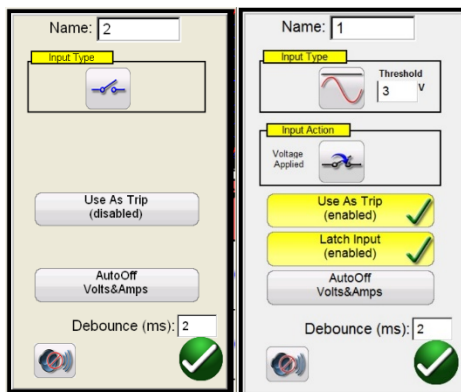 Name: 2
Input Type
Use As Trip
(disabled)
AutoOff
Volts&Amps
Debounce (ms): 2
Name: 1
Input Type
Threshold
3 V
Input Action
Voltage
Applied
Use As Trip
(enabled)
Latch Input
(enabled)
AutoOff
Volts&Amps
Debounce (ms): 2